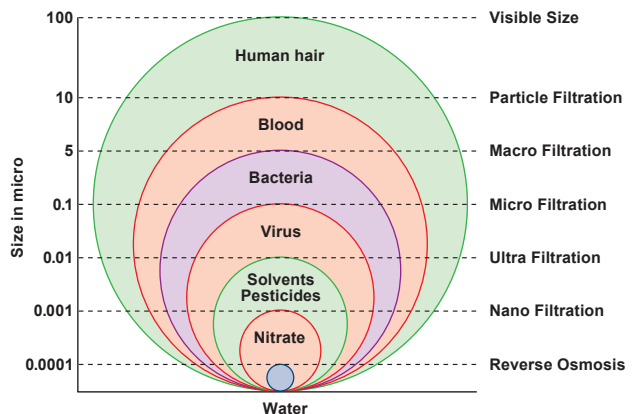 100
Visible Size
Human hair
10
Particle Filtration
Blood
5
Macro Filtration
Bacteria
0.1
Micro Filtration
Virus
0.01
Ultra Filtration
Solvents
Pesticides
0.001
Nano Filtration
Nitrate
0.0001
Reverse Osmosis
Size in micro
Water